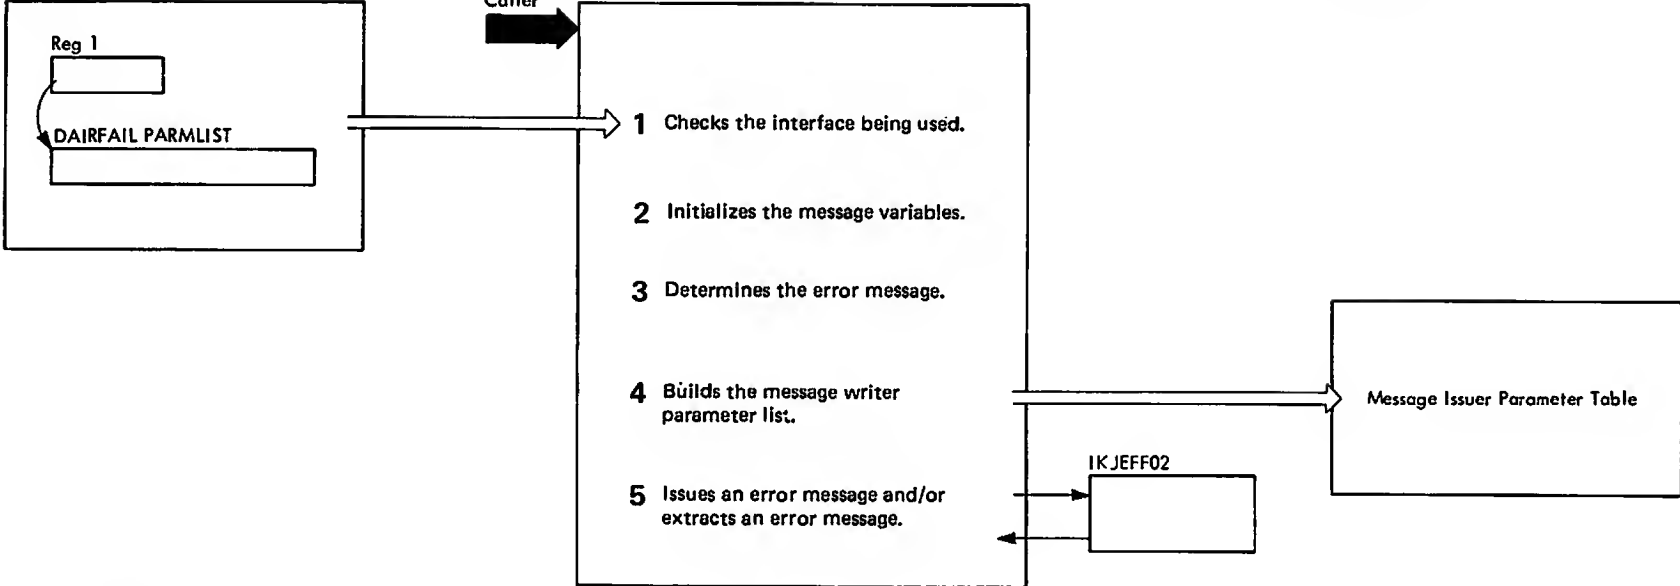 Caller
Reg 1
DAIRFAIL PARMLIST
1 Checks the interface being used.
2 Initializes the message variables.
3 Determines the error message.
4 Builds the message writer
parameter list.
Message Issuer Parameter Table
IKJEFF02
5 Issues an error message and/or
extracts an error message.